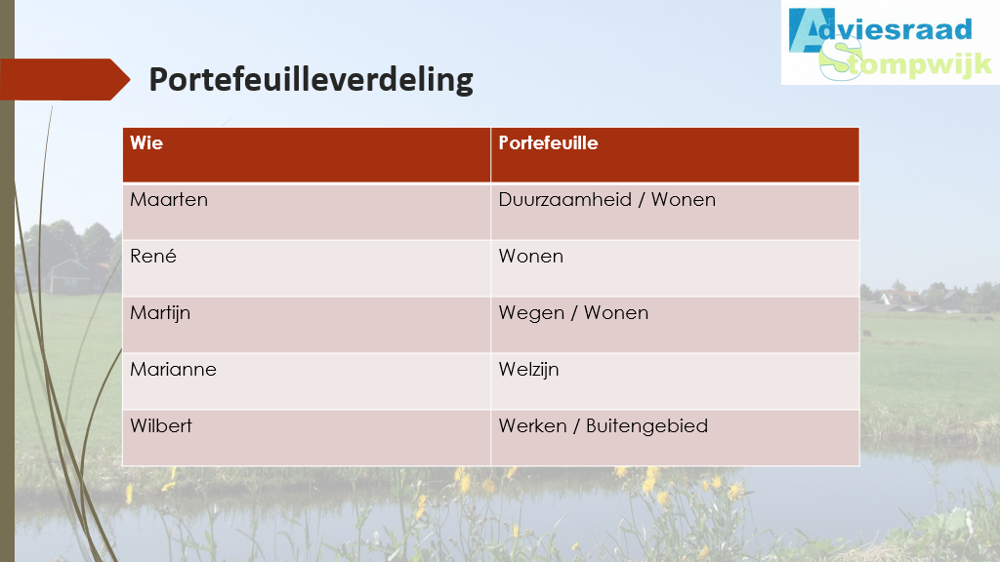 Adviesraad
Stompwijk
Portefeuilleverdeling
Wie Portefeuille
Maarten Duurzaamheid / Wonen
René Wonen
Martijn Wegen / Wonen
Marianne Welzijn
Wilbert Werken / Buitengebied